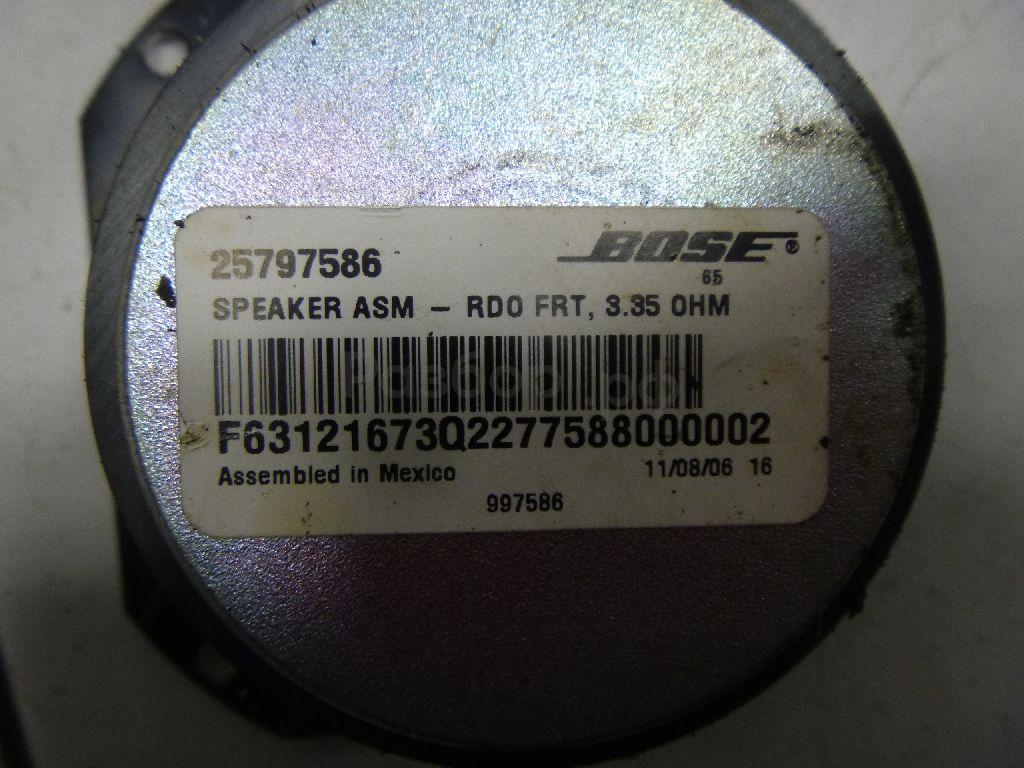 25797586
BOSE®
65
SPEAKER ASM – RDO FRT, 3.35 OHM
F63121673Q2277588000002
Assembled in Mexico 11/08/06 16
997586